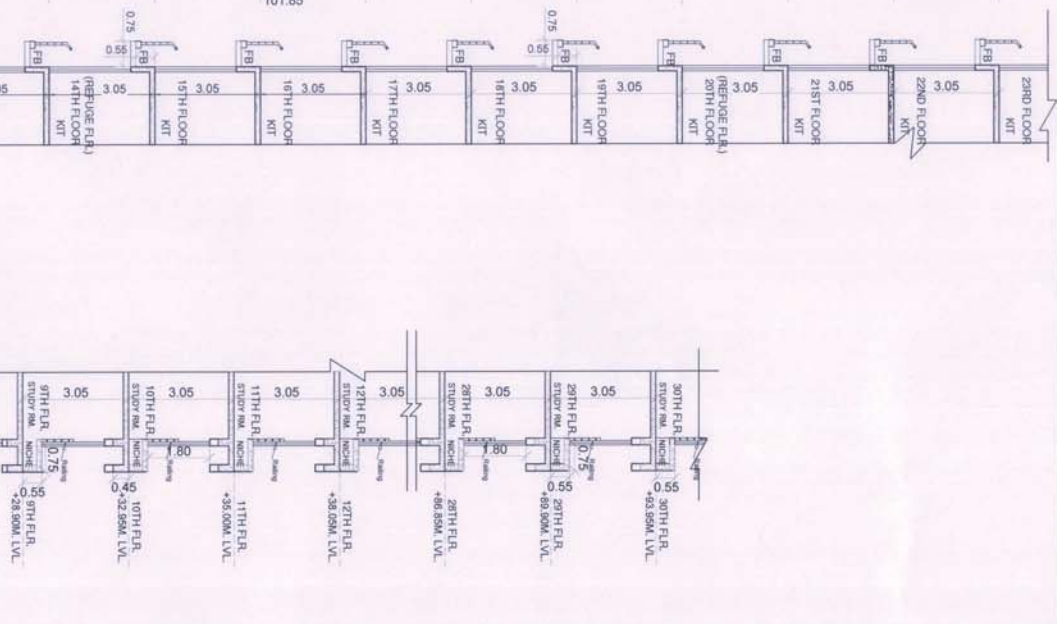 101.85
0.75
0.55
FB
FB
FB
FB
FB
0.75
0.55
FB
FB
FB
FB
FB
05
3.05
3.05
3.05
3.05
3.05
3.05
3.05
3.05
3.05
(REFUGE FLR.)
14TH FLOOR
KIT
15TH FLOOR
KIT
16TH FLOOR
KIT
17TH FLOOR
KIT
18TH FLOOR
KIT
19TH FLOOR
KIT
(REFUGE FLR.)
20TH FLOOR
KIT
21ST FLOOR
KIT
22ND FLOOR
KIT
23RD FLOOR
KIT
9TH FLR.
STUDY RM.
NICHE
3.05
0.75
Railing
0.55
9TH FLR.
+28.90M. LVL.
10TH FLR.
STUDY RM.
NICHE
3.05
1.80
Railing
0.45
10TH FLR.
+32.95M. LVL.
11TH FLR.
STUDY RM.
NICHE
3.05
Railing
11TH FLR.
+35.00M. LVL.
12TH FLR.
STUDY RM.
NICHE
3.05
Railing
12TH FLR.
+38.05M. LVL.
28TH FLR.
STUDY RM.
NICHE
3.05
1.80
Railing
28TH FLR.
+86.85M. LVL.
29TH FLR.
STUDY RM.
NICHE
3.05
0.75
Railing
0.55
29TH FLR.
+89.90M. LVL.
30TH FLR.
STUDY RM.
NICHE
Railing
0.55
30TH FLR.
+93.95M. LVL.